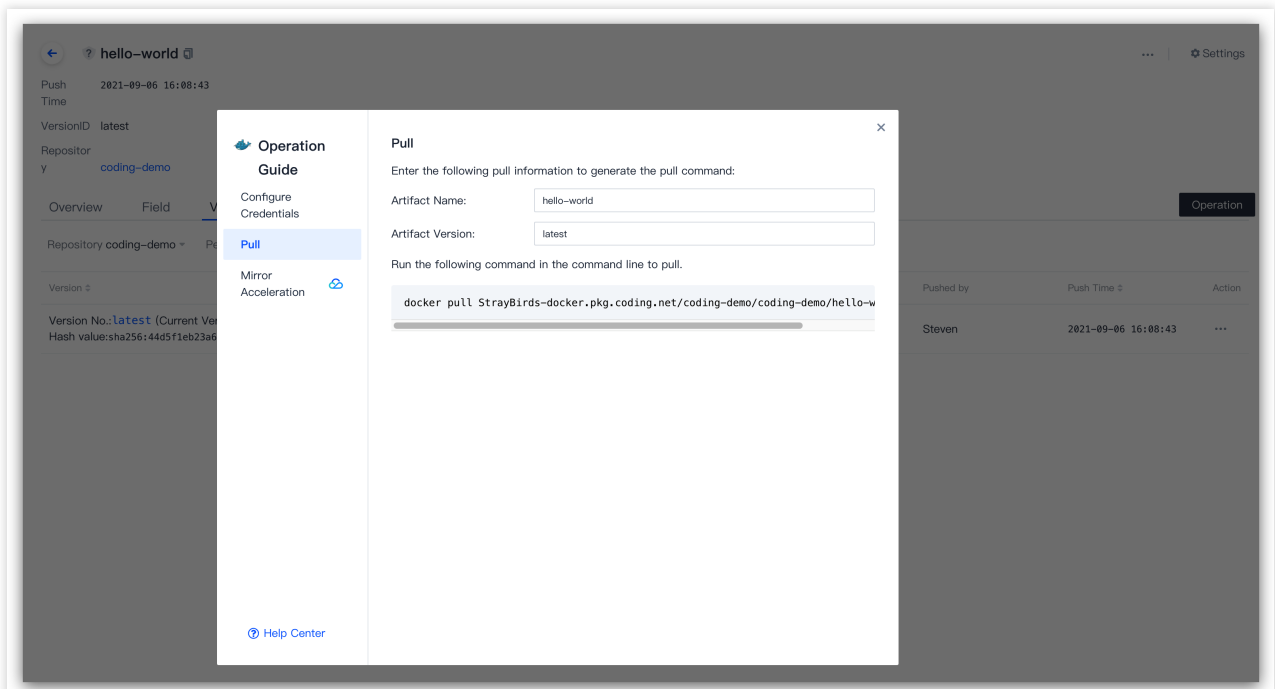 hello-world
Settings
Push Time
2021-09-06 16:08:43
VersionID
latest
Repository
coding-demo
Overview
Field
Operation
Repository coding-demo
Version
Pushed by
Push Time
Action
Version No.:latest (Current Ver
Hash value:sha256:44d5f1eb23a6
Steven
2021-09-06 16:08:43
Operation
Guide
Configure
Credentials
Pull
Mirror
Acceleration
Help Center
Pull
Enter the following pull information to generate the pull command:
Artifact Name:
hello-world
Artifact Version:
latest
Run the following command in the command line to pull.
docker pull StrayBirds-docker.pkg.coding.net/coding-demo/coding-demo/hello-w